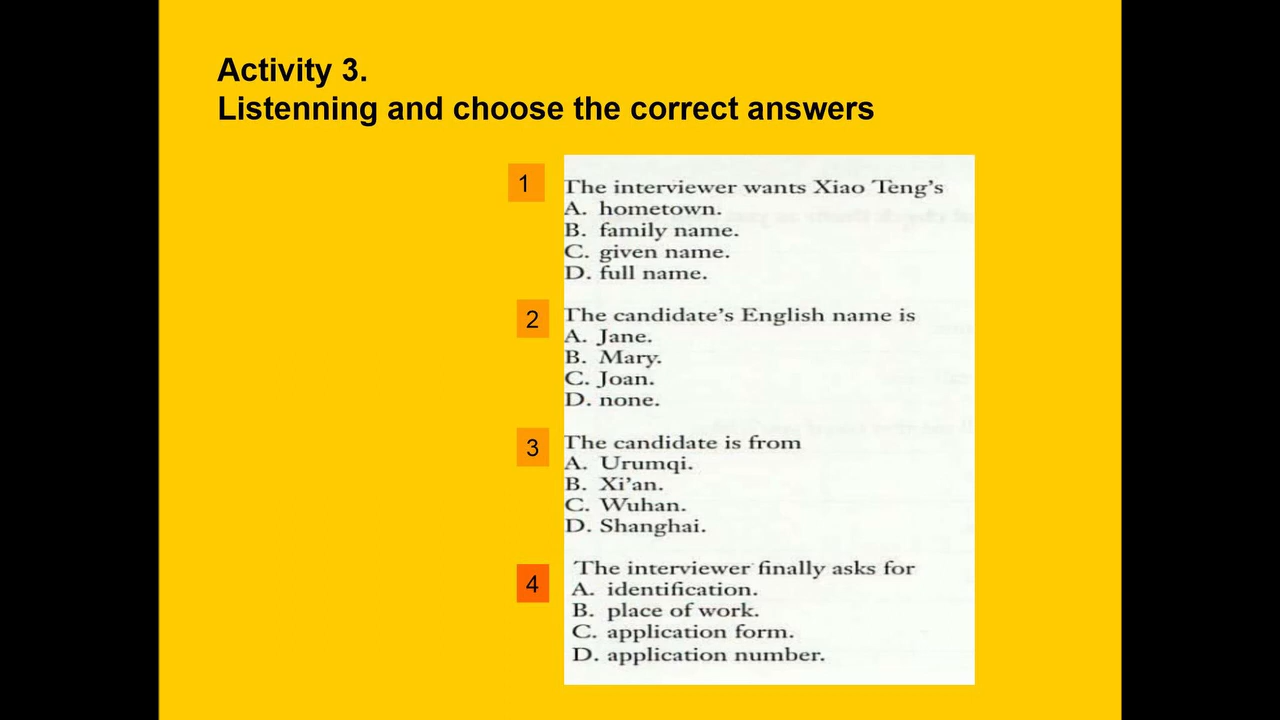 Activity 3.
Listenning and choose the correct answers
1
The interviewer wants Xiao Teng's
A. hometown.
B. family name.
C. given name.
D. full name.
2
The candidate's English name is
A. Jane.
B. Mary.
C. Joan.
D. none.
3
The candidate is from
A. Urumqi.
B. Xi'an.
C. Wuhan.
D. Shanghai.
4
The interviewer finally asks for
A. identification.
B. place of work.
C. application form.
D. application number.